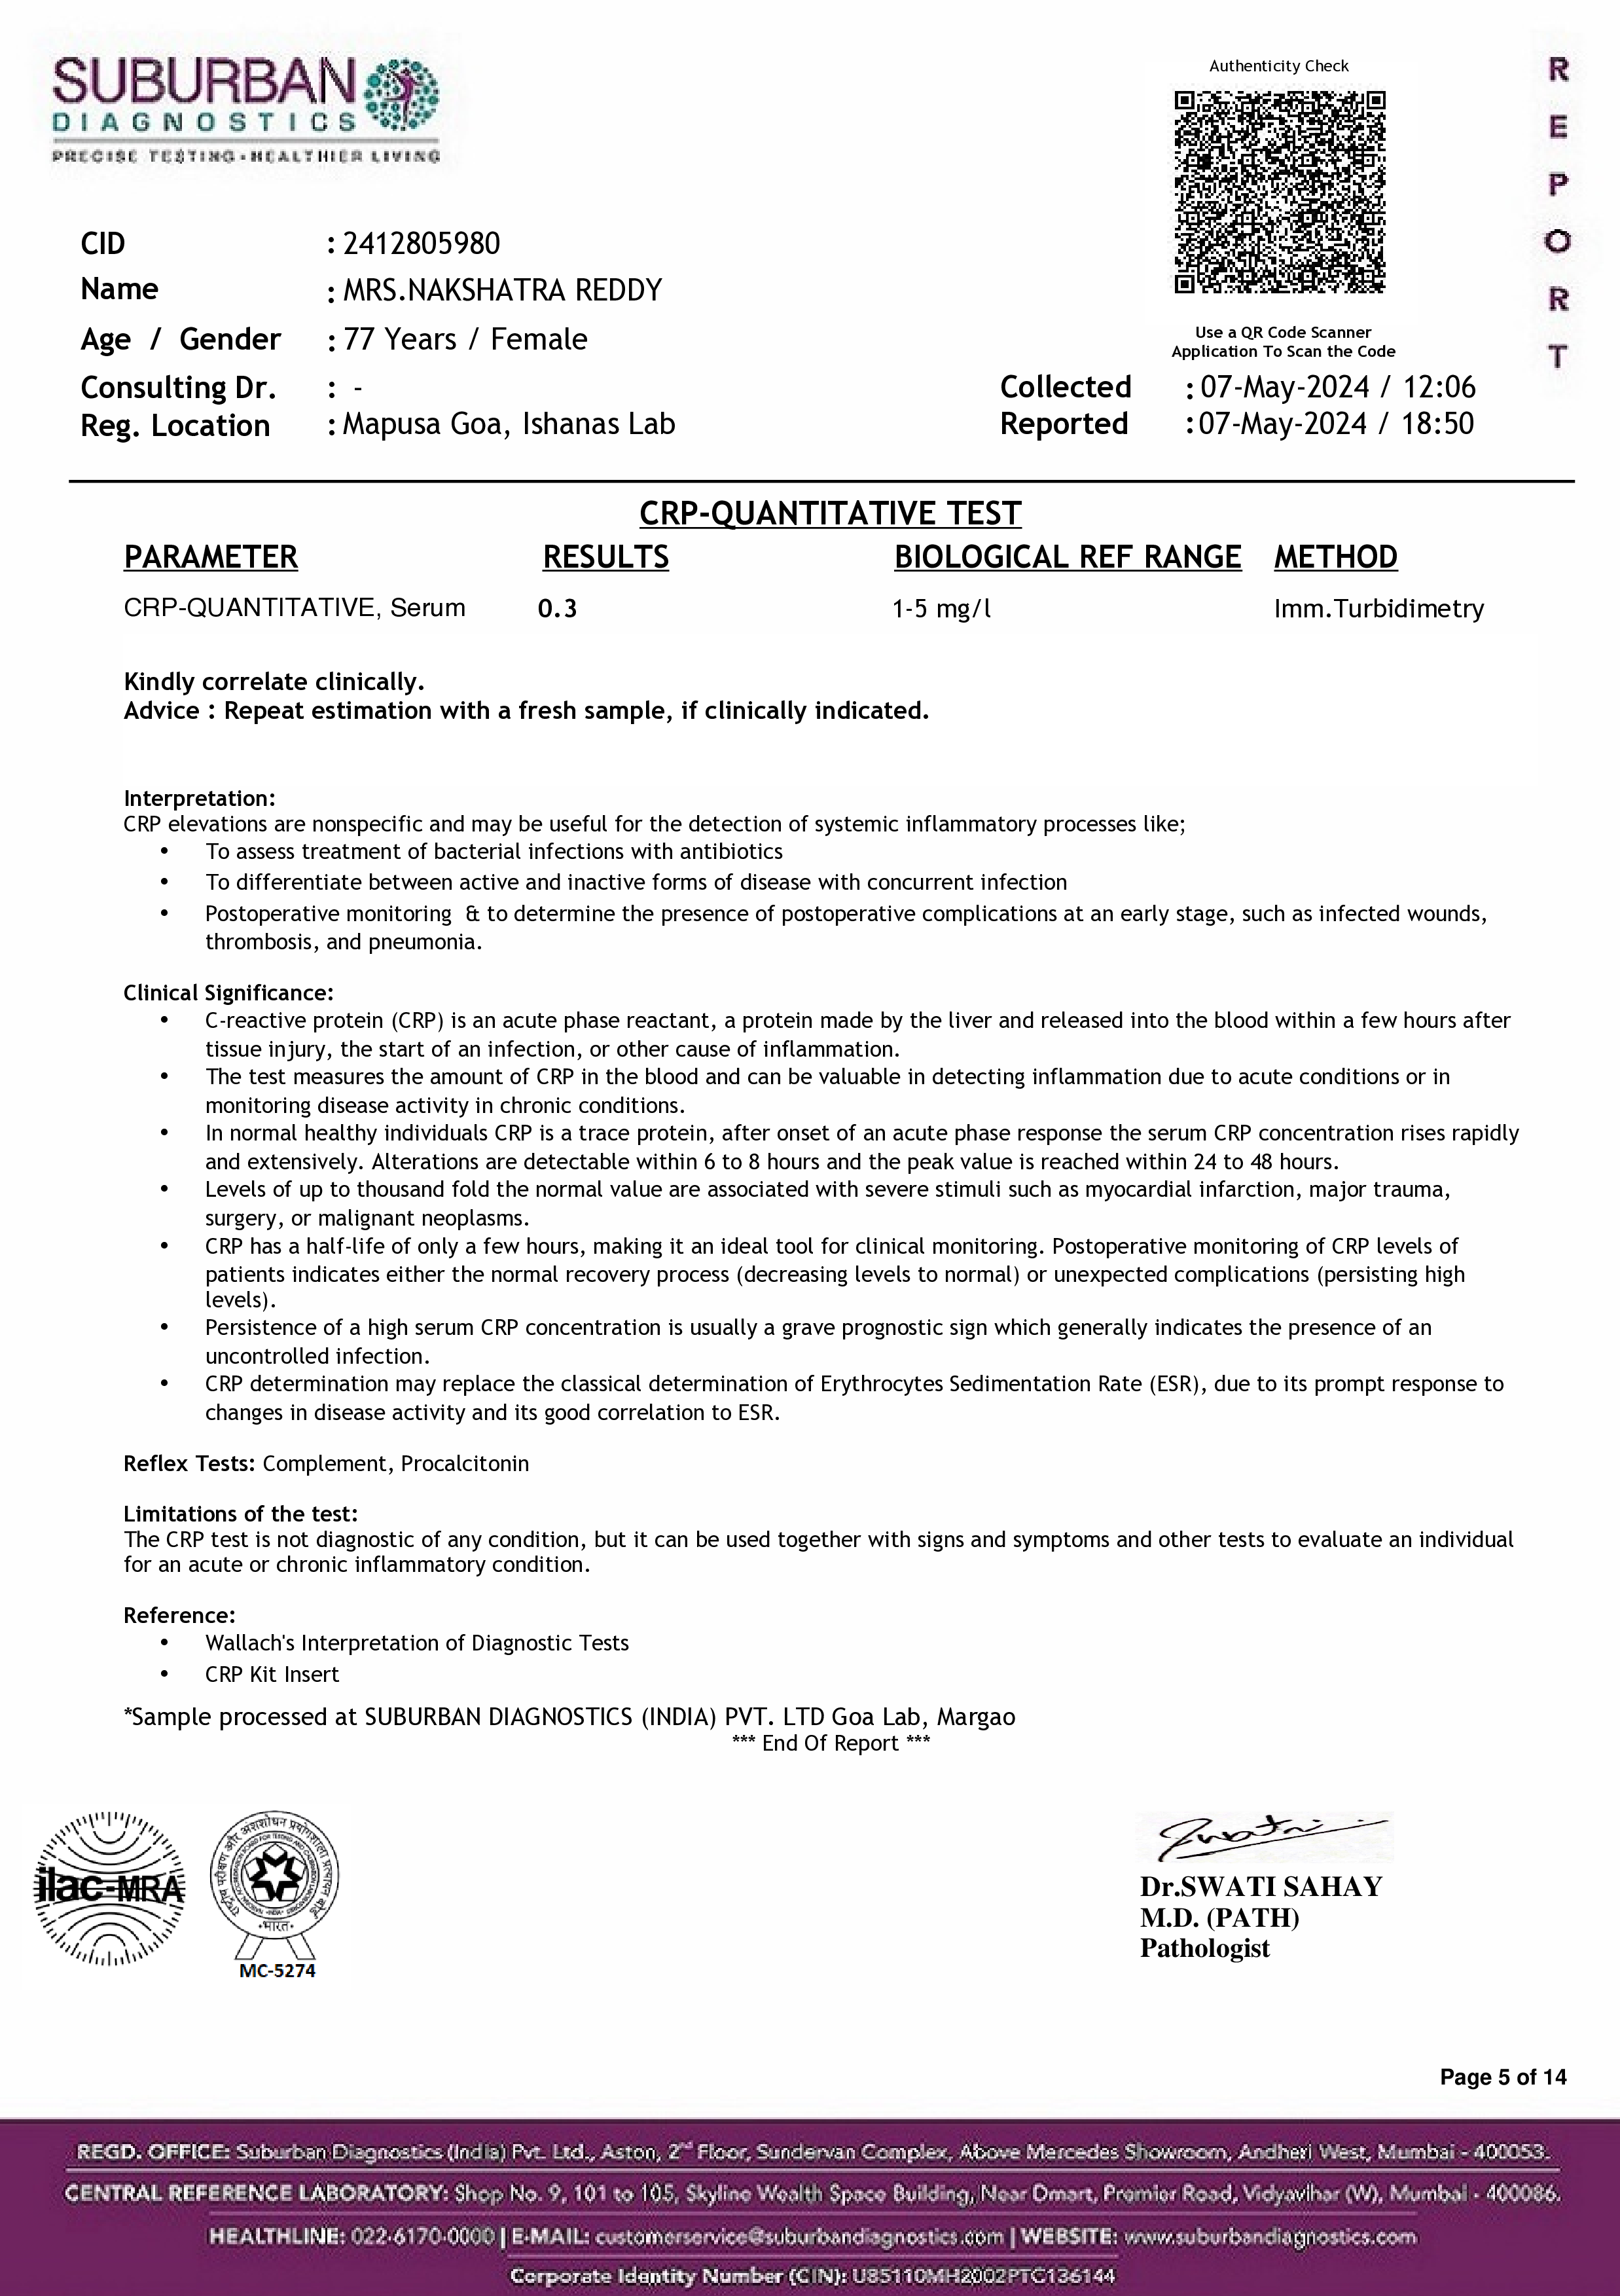 SUBURBAN
DIAGNOSTICS
PRECISE TESTING • HEALTHIER LIVING
Authenticity Check
R
E
P
O
R
T
Use a QR Code Scanner
Application To Scan the Code
CID : 2412805980
Name : MRS.NAKSHATRA REDDY
Age / Gender : 77 Years / Female
Consulting Dr. : -
Collected : 07-May-2024 / 12:06
Reg. Location : Mapusa Goa, Ishanas Lab
Reported : 07-May-2024 / 18:50
CRP-QUANTITATIVE TEST
PARAMETER RESULTS BIOLOGICAL REF RANGE METHOD
CRP-QUANTITATIVE, Serum 0.3 1-5 mg/l Imm.Turbidimetry
Kindly correlate clinically.
Advice : Repeat estimation with a fresh sample, if clinically indicated.
Interpretation:
CRP elevations are nonspecific and may be useful for the detection of systemic inflammatory processes like;
• To assess treatment of bacterial infections with antibiotics
• To differentiate between active and inactive forms of disease with concurrent infection
• Postoperative monitoring & to determine the presence of postoperative complications at an early stage, such as infected wounds,
thrombosis, and pneumonia.
Clinical Significance:
• C-reactive protein (CRP) is an acute phase reactant, a protein made by the liver and released into the blood within a few hours after
tissue injury, the start of an infection, or other cause of inflammation.
• The test measures the amount of CRP in the blood and can be valuable in detecting inflammation due to acute conditions or in
monitoring disease activity in chronic conditions.
• In normal healthy individuals CRP is a trace protein, after onset of an acute phase response the serum CRP concentration rises rapidly
and extensively. Alterations are detectable within 6 to 8 hours and the peak value is reached within 24 to 48 hours.
• Levels of up to thousand fold the normal value are associated with severe stimuli such as myocardial infarction, major trauma,
surgery, or malignant neoplasms.
• CRP has a half-life of only a few hours, making it an ideal tool for clinical monitoring. Postoperative monitoring of CRP levels of
patients indicates either the normal recovery process (decreasing levels to normal) or unexpected complications (persisting high
levels).
• Persistence of a high serum CRP concentration is usually a grave prognostic sign which generally indicates the presence of an
uncontrolled infection.
• CRP determination may replace the classical determination of Erythrocytes Sedimentation Rate (ESR), due to its prompt response to
changes in disease activity and its good correlation to ESR.
Reflex Tests: Complement, Procalcitonin
Limitations of the test:
The CRP test is not diagnostic of any condition, but it can be used together with signs and symptoms and other tests to evaluate an individual
for an acute or chronic inflammatory condition.
Reference:
• Wallach's Interpretation of Diagnostic Tests
• CRP Kit Insert
*Sample processed at SUBURBAN DIAGNOSTICS (INDIA) PVT. LTD Goa Lab, Margao
*** End Of Report ***
ilac-MRA
भारत
MC-5274
Dr.SWATI SAHAY
M.D. (PATH)
Pathologist
Page 5 of 14
REGD. OFFICE: Suburban Diagnostics (India) Pvt. Ltd., Aston, 2nd Floor, Sundervan Complex, Above Mercedes Showroom, Andheri West, Mumbai - 400053.
CENTRAL REFERENCE LABORATORY: Shop No. 9, 101 to 105, Skyline Wealth Space Building, Near Dmart, Premier Road, Vidyavihar (W), Mumbai - 400086.
HEALTHLINE: 022-6170-0000 | E-MAIL: customerservice@suburbandiagnostics.com | WEBSITE: www.suburbandiagnostics.com
Corporate Identity Number (CIN): U85110MH2002PTC136144